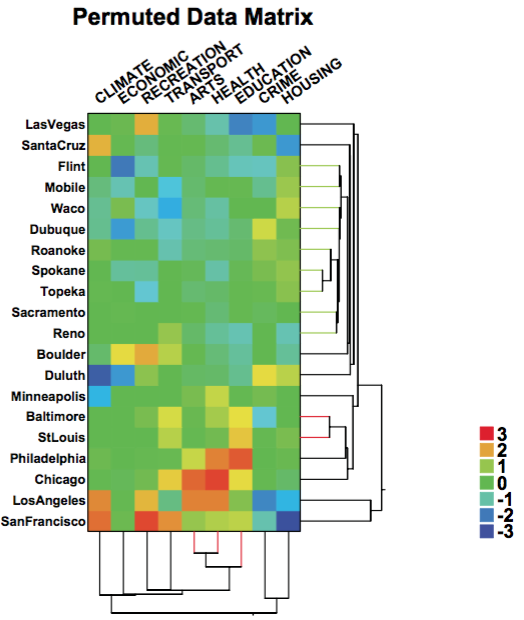 Permuted Data Matrix
CLIMATE
ECONOMIC
RECREATION
TRANSPORT
ARTS
HEALTH
EDUCATION
CRIME
HOUSING
LasVegas
SantaCruz
Flint
Mobile
Waco
Dubuque
Roanoke
Spokane
Topeka
Sacramento
Reno
Boulder
Duluth
Minneapolis
Baltimore
StLouis
Philadelphia
Chicago
LosAngeles
SanFrancisco
3
2
1
0
-1
-2
-3